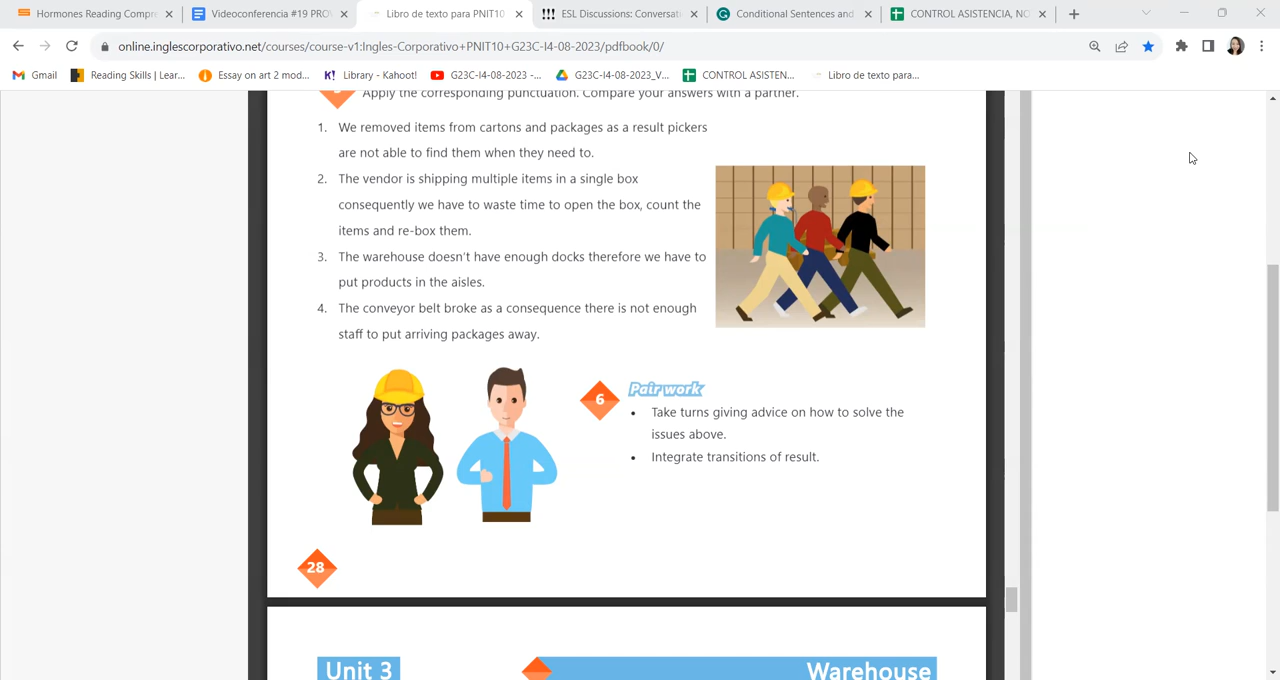 Hormones Reading Compre
Videoconferencia #19 PROV
Libro de texto para PNIT10
ESL Discussions: Conversati
Conditional Sentences and
CONTROL ASISTENCIA, NO
online.inglescorporativo.net/courses/course-v1:Ingles-Corporativo+PNIT10+G23C-I4-08-2023/pdfbook/0/
Gmail
Reading Skills | Lear...
Essay on art 2 mod...
Library - Kahoot!
G23C-I4-08-2023 -...
G23C-I4-08-2023_V...
CONTROL ASISTEN...
Libro de texto para...
Apply the corresponding punctuation. Compare your answers with a partner.
1. We removed items from cartons and packages as a result pickers
are not able to find them when they need to.
2. The vendor is shipping multiple items in a single box
consequently we have to waste time to open the box, count the
items and re-box them.
3. The warehouse doesn't have enough docks therefore we have to
put products in the aisles.
4. The conveyor belt broke as a consequence there is not enough
staff to put arriving packages away.
6
Pair work
• Take turns giving advice on how to solve the
issues above.
• Integrate transitions of result.
28
Unit 3
Warehouse